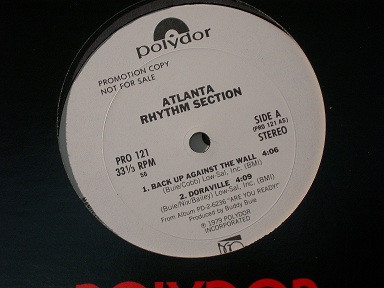 polydor
PROMOTION COPY
NOT FOR SALE
ATLANTA
RHYTHM SECTION
PRO 121
33⅓ RPM
56
SIDE A
(PRO 121 AS)
STEREO
1. BACK UP AGAINST THE WALL 4:06
(Buie/Cobb) Low-Sal, Inc. (BMI)
2. DORAVILLE 4:09
(Buie/Nix/Bailey) Low-Sal, Inc. (BMI)
From Album PD-2-6236 "ARE YOU READY!"
Produced by Buddy Buie
℗ 1979 POLYDOR
INCORPORATED
POLYDOR